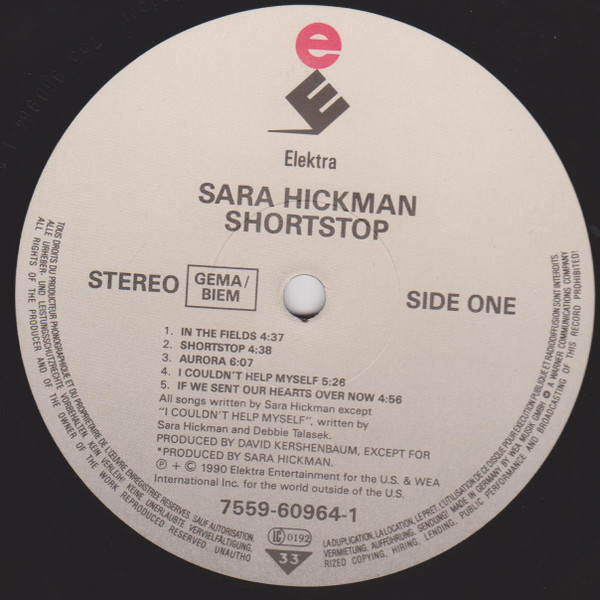 e
E
Elektra
SARA HICKMAN
SHORTSTOP
STEREO
GEMA/
BIEM
SIDE ONE
1. IN THE FIELDS 4:37
2. SHORTSTOP 4:38
3. AURORA 6:07
4. I COULDN'T HELP MYSELF 5:26
5. IF WE SENT OUR HEARTS OVER NOW 4:56
All songs written by Sara Hickman except
"I COULDN'T HELP MYSELF", written by
Sara Hickman and Debbie Talasek.
PRODUCED BY DAVID KERSHENBAUM, EXCEPT FOR
*PRODUCED BY SARA HICKMAN.
Ⓟ + © 1990 Elektra Entertainment for the U.S. & WEA
International Inc. for the world outside of the U.S.
7559-60964-1
LC 0192
33
TOUS DROITS DU PRODUCTEUR PHONOGRAPHIQUE ET DU PROPRIETAIRE DE L'ŒUVRE ENREGISTREE RESERVES. SAUF AUTORISATION,
LA DUPLICATION, LA LOCATION, LE PRET, L'UTILISATION DE CE DISQUE POUR EXECUTION PUBLIQUE ET RADIODIFFUSION SONT INTERDITS.
ALLE URHEBER- UND LEISTUNGSSCHUTZRECHTE VORBEHALTEN. KEIN VERLEIH! KEINE UNERLAUBTE VERVIELFÄLTIGUNG,
VERMIETUNG, AUFFÜHRUNG, SENDUNG! MADE IN GERMANY BY WEA MUSIK GMBH A WARNER COMMUNICATIONS COMPANY
ALL RIGHTS OF THE PRODUCER AND OF THE OWNER OF THE WORK REPRODUCED RESERVED. UNAUTHO
RIZED COPYING, HIRING, LENDING, PUBLIC PERFORMANCE AND BROADCASTING OF THIS RECORD PROHIBITED!